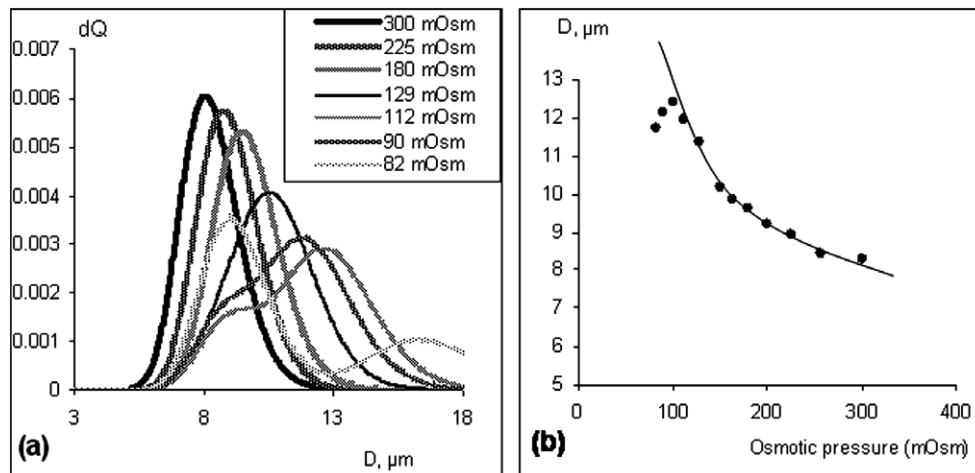 dQ
0.007
0.006
0.005
0.004
0.003
0.002
0.001
0
3
8
13
18
(a)
D, µm
300 mOsm
225 mOsm
180 mOsm
129 mOsm
112 mOsm
90 mOsm
82 mOsm
D, µm
13
12
11
10
9
8
7
6
5
0
100
200
300
400
(b)
Osmotic pressure (mOsm)